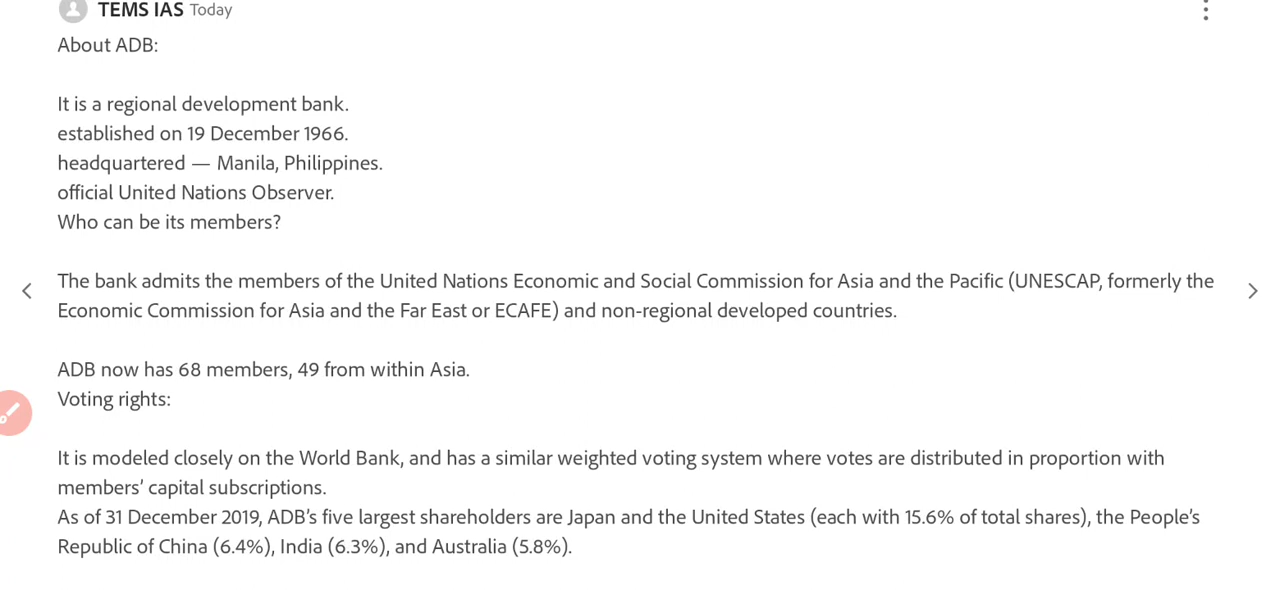 TEMS IAS Today
About ADB:
It is a regional development bank.
established on 19 December 1966.
headquartered — Manila, Philippines.
official United Nations Observer.
Who can be its members?
The bank admits the members of the United Nations Economic and Social Commission for Asia and the Pacific (UNESCAP, formerly the
Economic Commission for Asia and the Far East or ECAFE) and non-regional developed countries.
ADB now has 68 members, 49 from within Asia.
Voting rights:
It is modeled closely on the World Bank, and has a similar weighted voting system where votes are distributed in proportion with
members’ capital subscriptions.
As of 31 December 2019, ADB’s five largest shareholders are Japan and the United States (each with 15.6% of total shares), the People’s
Republic of China (6.4%), India (6.3%), and Australia (5.8%).